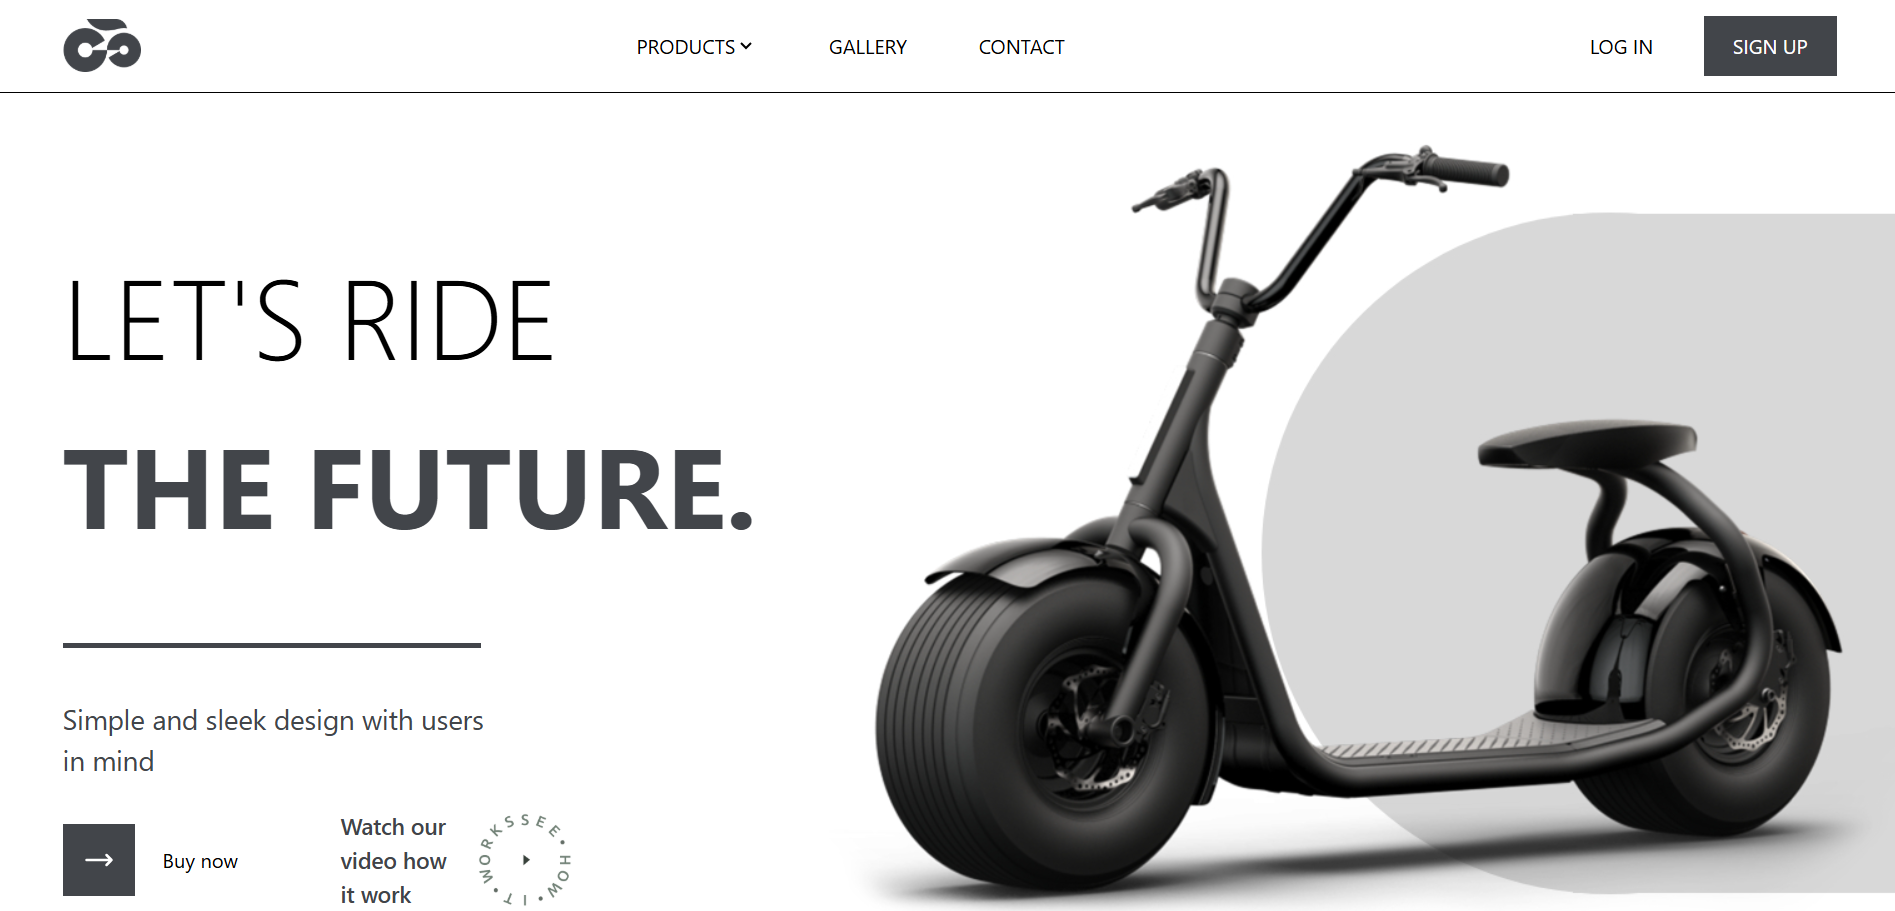 PRODUCTS
GALLERY
CONTACT
LOG IN
SIGN UP
LET'S RIDE
THE FUTURE.
Simple and sleek design with users
in mind
Buy now
Watch our
video how
it work
SEE • HOW • IT • WORKS